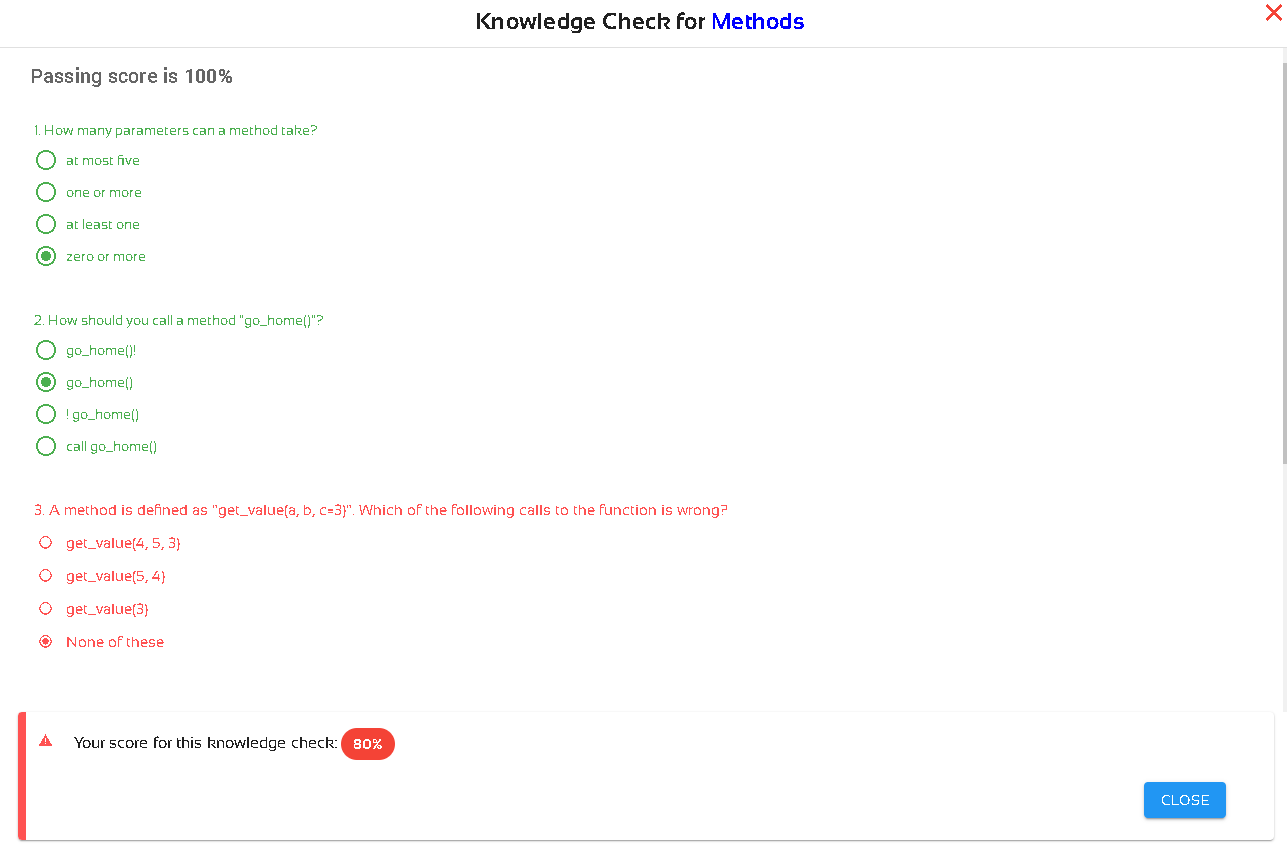 Knowledge Check for Methods
Passing score is 100%
1. How many parameters can a method take?
at most five
one or more
at least one
zero or more
2. How should you call a method "go_home()"?
go_home()!
go_home()
! go_home()
call go_home()
3. A method is defined as "get_value(a, b, c=3)". Which of the following calls to the function is wrong?
get_value(4, 5, 3)
get_value(5, 4)
get_value(3)
None of these
Your score for this knowledge check: 80%
CLOSE